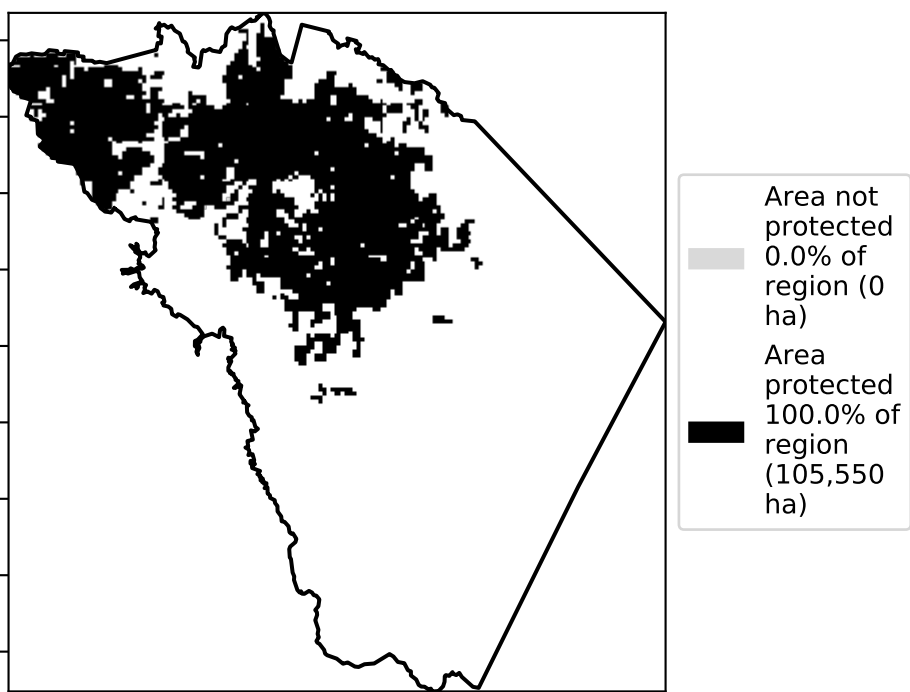 Area not
protected
0.0% of
region (0
ha)
Area
protected
100.0% of
region
(105,550
ha)